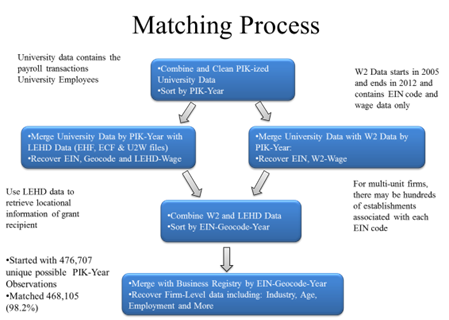 Matching Process
University data contains the
payroll transactions
University Employees
•Combine and Clean PIK-ized
University Data
•Sort by PIK-Year
W2 Data starts in 2005
and ends in 2012 and
contains EIN code and
wage data only
•Merge University Data by PIK-Year with
LEHD Data (EHF, ECF & U2W files)
•Recover EIN, Geocode and LEHD-Wage
•Merge University Data with W2 Data by
PIK-Year:
•Recover EIN, W2-Wage
Use LEHD data to
retrieve locational
information of grant
recipient
•Combine W2 and LEHD Data
•Sort by EIN-Geocode-Year
For multi-unit firms,
there may be hundreds
of establishments
associated with each
EIN code
•Started with 476,707
unique possible PIK-Year
Observations
•Matched 468,105
(98.2%)
•Merge with Business Registry by EIN-Geocode-Year
•Recover Firm-Level data including: Industry, Age,
Employment and More